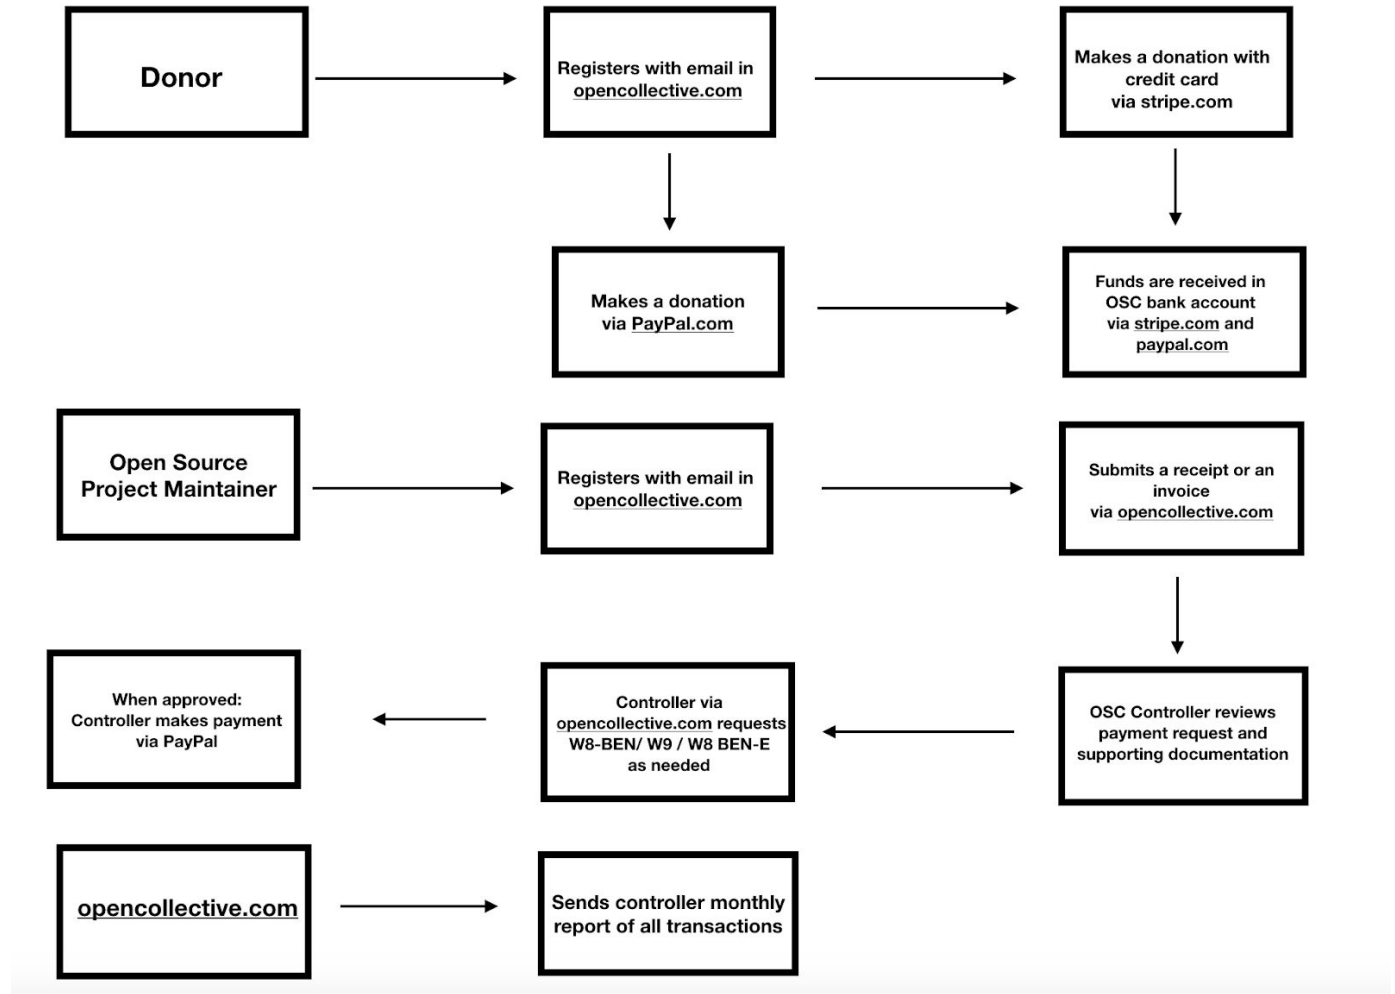 Donor
Registers with email in
opencollective.com
Makes a donation with
credit card
via stripe.com
Makes a donation
via PayPal.com
Funds are received in
OSC bank account
via stripe.com and
paypal.com
Open Source
Project Maintainer
Registers with email in
opencollective.com
Submits a receipt or an
invoice
via opencollective.com
When approved:
Controller makes payment
via PayPal
Controller via
opencollective.com requests
W8-BEN/ W9 / W8 BEN-E
as needed
OSC Controller reviews
payment request and
supporting documentation
opencollective.com
Sends controller monthly
report of all transactions